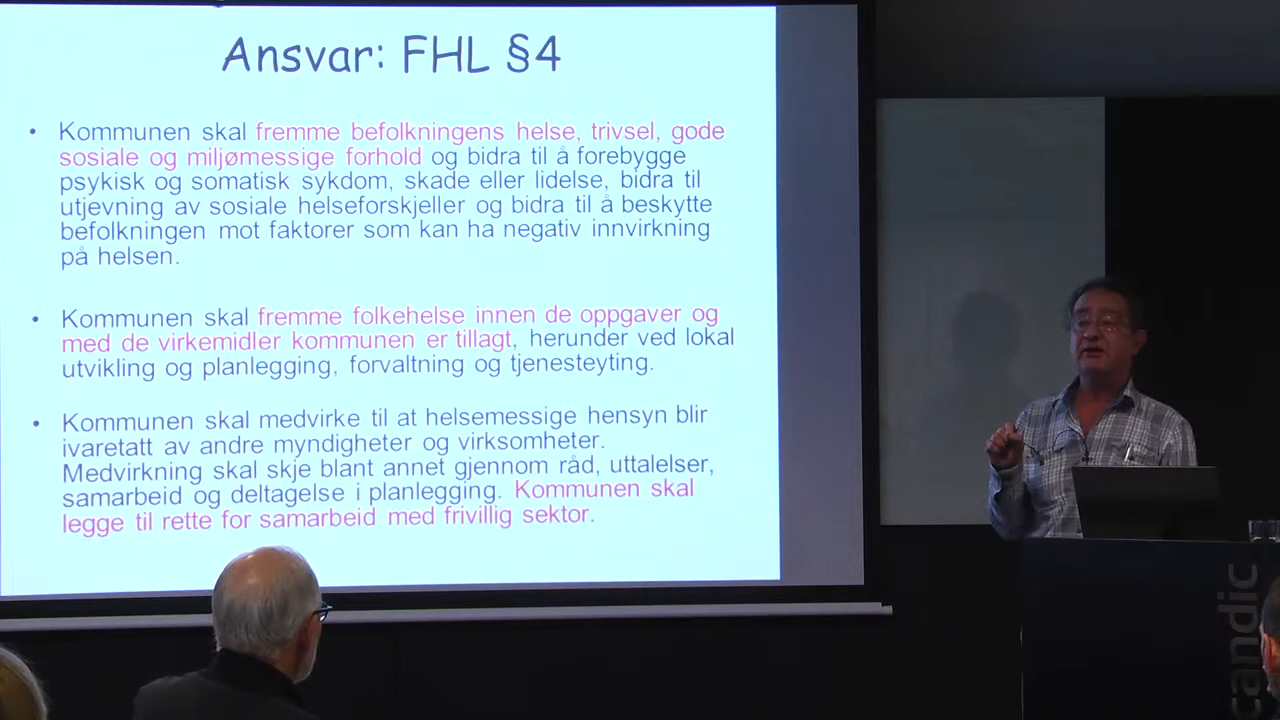 Ansvar: FHL §4
• Kommunen skal fremme befolkningens helse, trivsel, gode
sosiale og miljømessige forhold og bidra til å forebygge
psykisk og somatisk sykdom, skade eller lidelse, bidra til
utjevning av sosiale helseforskjeller og bidra til å beskytte
befolkningen mot faktorer som kan ha negativ innvirkning
på helsen.
• Kommunen skal fremme folkehelse innen de oppgaver og
med de virkemidler kommunen er tillagt, herunder ved lokal
utvikling og planlegging, forvaltning og tjenesteyting.
• Kommunen skal medvirke til at helsemessige hensyn blir
ivaretatt av andre myndigheter og virksomheter.
Medvirkning skal skje blant annet gjennom råd, uttalelser,
samarbeid og deltagelse i planlegging. Kommunen skal
legge til rette for samarbeid med frivillig sektor.
candic